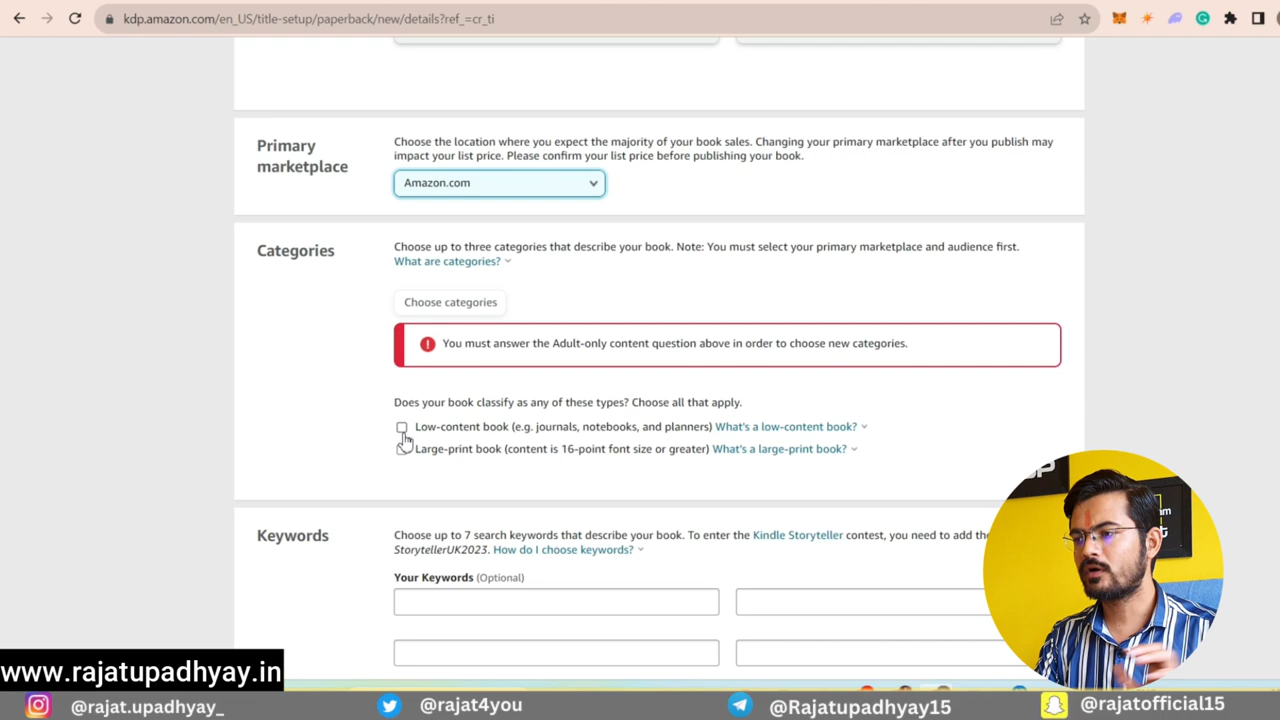 kdp.amazon.com/en_US/title-setup/paperback/new/details?ref_=cr_ti
Primary
marketplace
Choose the location where you expect the majority of your book sales. Changing your primary marketplace after you publish may
impact your list price. Please confirm your list price before publishing your book.
Amazon.com
Categories
Choose up to three categories that describe your book. Note: You must select your primary marketplace and audience first.
What are categories?
Choose categories
You must answer the Adult-only content question above in order to choose new categories.
Does your book classify as any of these types? Choose all that apply.
Low-content book (e.g. journals, notebooks, and planners) What's a low-content book?
Large-print book (content is 16-point font size or greater) What's a large-print book?
Keywords
Choose up to 7 search keywords that describe your book. To enter the Kindle Storyteller contest, you need to add the
StorytellerUK2023. How do I choose keywords?
Your Keywords (Optional)
www.rajatupadhyay.in
@rajat.upadhyay_ @rajat4you @Rajatupadhyay15 @rajatofficial15